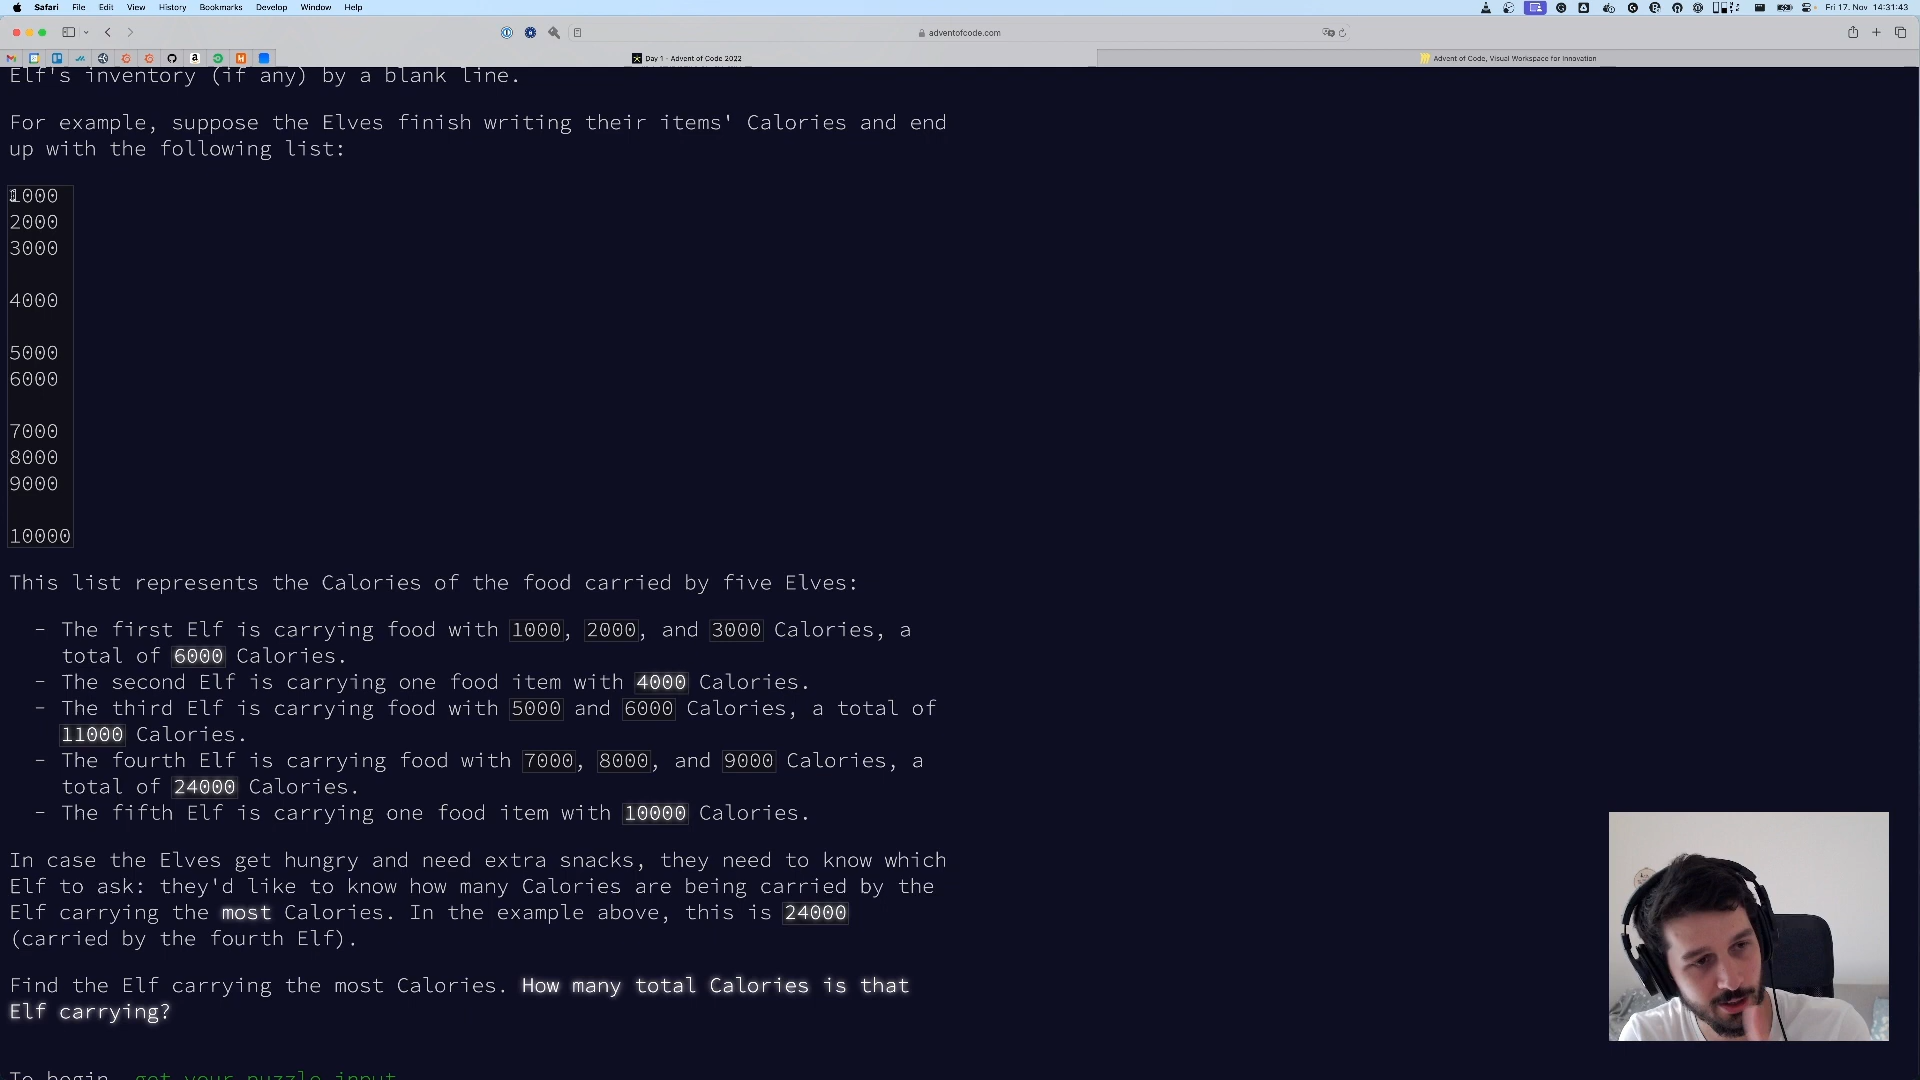 Safari File Edit View History Bookmarks Develop Window Help
Fri 17. Nov 14:31:43
adventofcode.com
Day 1 - Advent of Code 2022
Advent of Code, Visual Workspace for Innovation
Elf's inventory (if any) by a blank line.
For example, suppose the Elves finish writing their items' Calories and end
up with the following list:
1000
2000
3000
4000
5000
6000
7000
8000
9000
10000
This list represents the Calories of the food carried by five Elves:
- The first Elf is carrying food with 1000, 2000, and 3000 Calories, a
total of 6000 Calories.
- The second Elf is carrying one food item with 4000 Calories.
- The third Elf is carrying food with 5000 and 6000 Calories, a total of
11000 Calories.
- The fourth Elf is carrying food with 7000, 8000, and 9000 Calories, a
total of 24000 Calories.
- The fifth Elf is carrying one food item with 10000 Calories.
In case the Elves get hungry and need extra snacks, they need to know which
Elf to ask: they'd like to know how many Calories are being carried by the
Elf carrying the most Calories. In the example above, this is 24000
(carried by the fourth Elf).
Find the Elf carrying the most Calories. How many total Calories is that
Elf carrying?
To begin, get your puzzle input